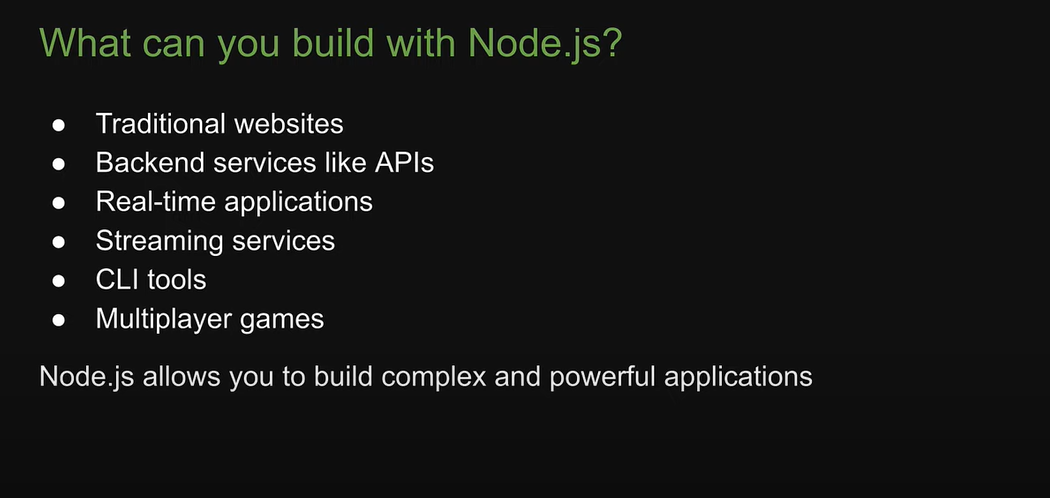 What can you build with Node.js?
● Traditional websites
● Backend services like APIs
● Real-time applications
● Streaming services
● CLI tools
● Multiplayer games
Node.js allows you to build complex and powerful applications